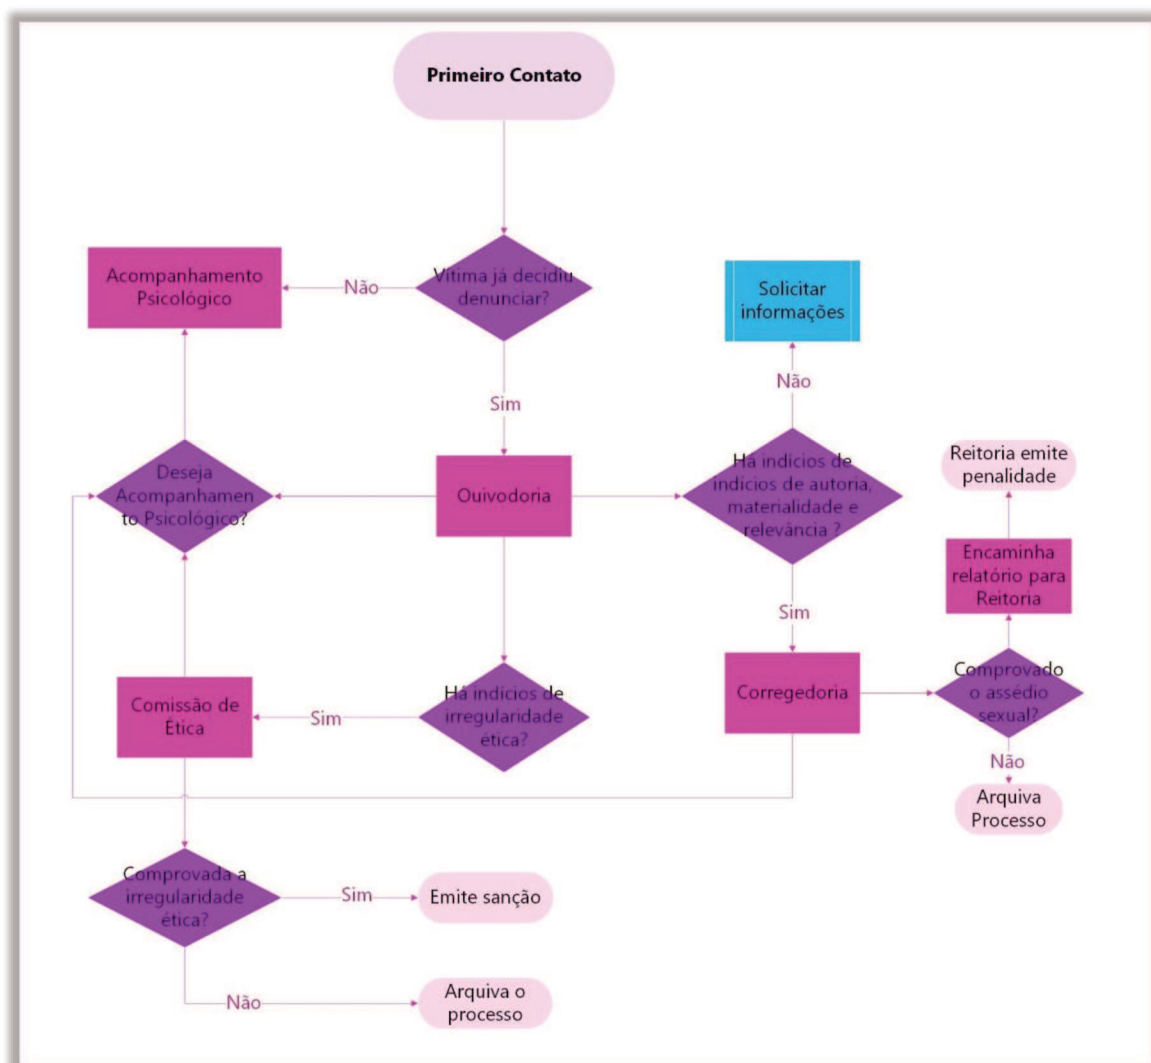 Primeiro Contato
Acompanhamento
Psicológico
Não
Vítima já decidiu
denunciar?
Solicitar
informações
Sim
Não
Deseja
Acompanhamen
to Psicológico?
Ouivodoria
Há indícios de
indícios de autoria,
materialidade e
relevância ?
Reitoria emite
penalidade
Encaminha
relatório para
Reitoria
Sim
Comissão de
Ética
Sim
Há indícios de
irregularidade
ética?
Corregedoria
Comprovado
o assédio
sexual?
Não
Arquiva
Processo
Comprovada a
irregularidade
ética?
Sim
Emite sanção
Não
Arquiva o
processo